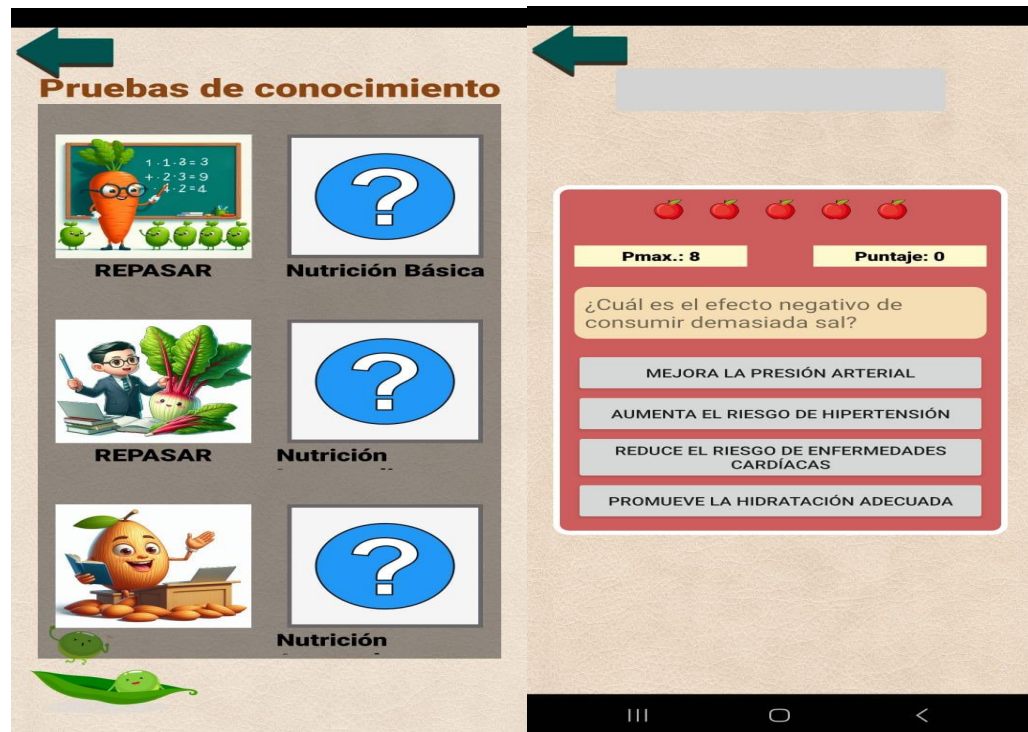 Pruebas de conocimiento
1·1·3=3
+·2·3=9
·4·2=4
REPASAR
Nutrición Básica
REPASAR
Nutrición
Nutrición
Pmax.: 8
Puntaje: 0
¿Cuál es el efecto negativo de
consumir demasiada sal?
MEJORA LA PRESIÓN ARTERIAL
AUMENTA EL RIESGO DE HIPERTENSIÓN
REDUCE EL RIESGO DE ENFERMEDADES
CARDÍACAS
PROMUEVE LA HIDRATACIÓN ADECUADA